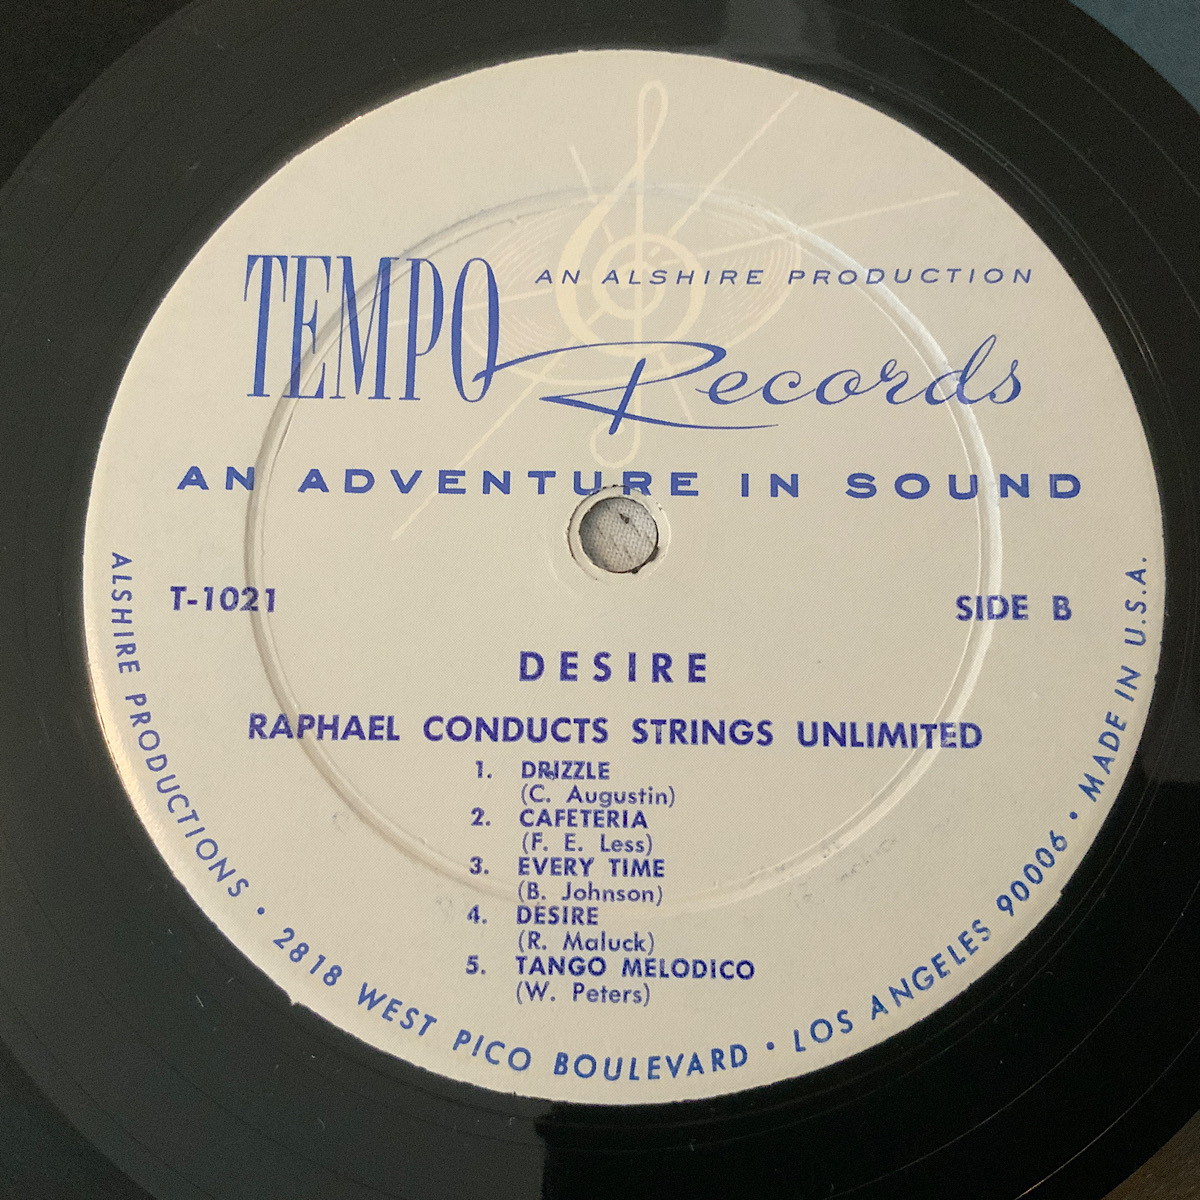 AN ALSHIRE PRODUCTION
TEMPO Records
AN ADVENTURE IN SOUND
T-1021
SIDE B
DESIRE
RAPHAEL CONDUCTS STRINGS UNLIMITED
1. DRIZZLE
(C. Augustin)
2. CAFETERIA
(F. E. Less)
3. EVERY TIME
(B. Johnson)
4. DESIRE
(R. Maluck)
5. TANGO MELODICO
(W. Peters)
ALSHIRE PRODUCTIONS • 2818 WEST PICO BOULEVARD • LOS ANGELES 90006 • MADE IN U.S.A.